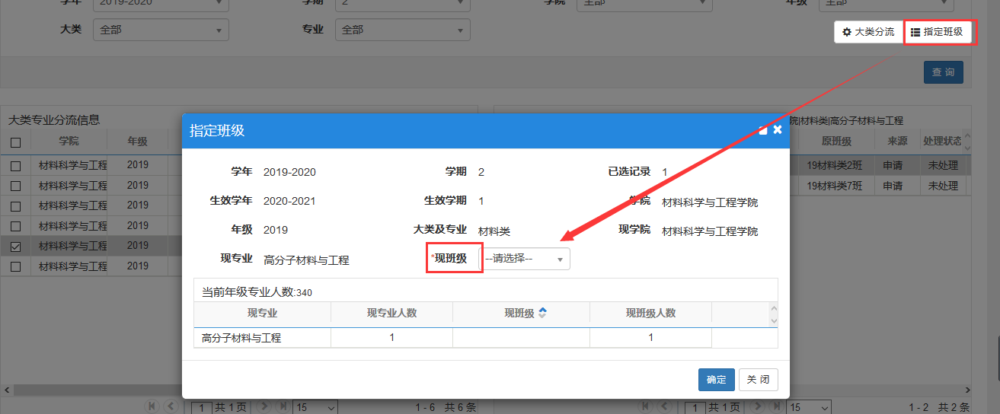 学年 2019-2020 学期 2 学院 全部 年级 全部
大类 全部 专业 全部
大类分流 指定班级
查 询
大类专业分流信息
院|材料类|高分子材料与工程
学院 年级
原班级 来源 处理状态
材料科学与工程 2019
19材料类2班 申请 未处理
材料科学与工程 2019
19材料类7班 申请 未处理
材料科学与工程 2019
材料科学与工程 2019
材料科学与工程 2019
材料科学与工程 2019
指定班级
学年 2019-2020 学期 2 已选记录 1
生效学年 2020-2021 生效学期 1 学院 材料科学与工程学院
年级 2019 大类及专业 材料类 现学院 材料科学与工程学院
现专业 高分子材料与工程 *现班级 --请选择--
当前年级专业人数:340
现专业 现专业人数 现班级 现班级人数
高分子材料与工程 1 1
确定 关 闭
1 共 1 页 15 1 - 6 共 6 条
1 共 1 页 15 1 - 2 共 2 条